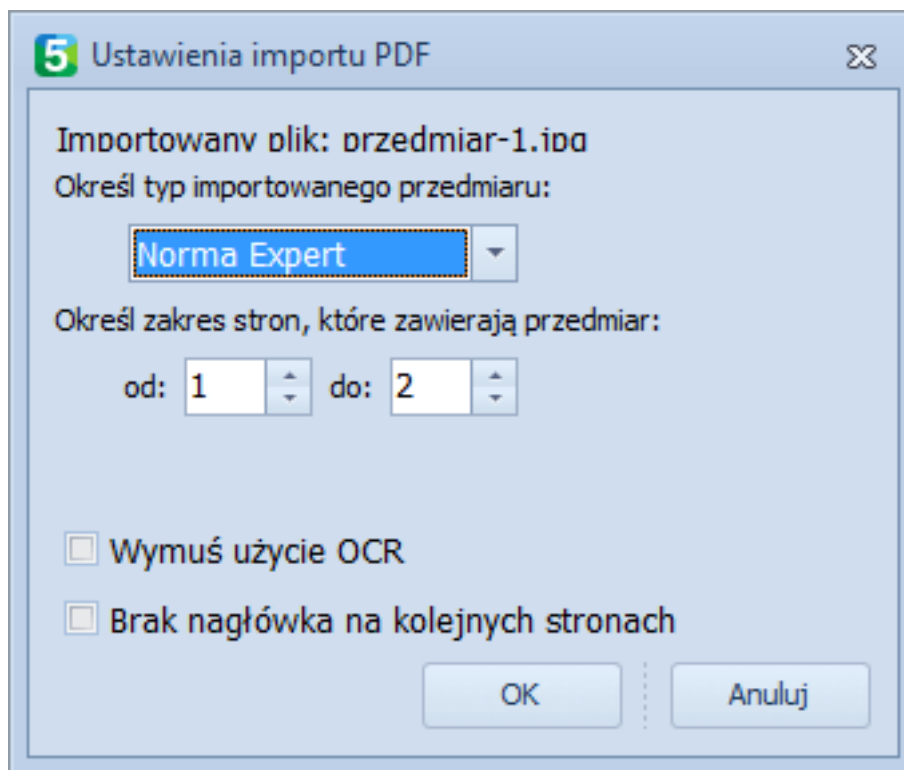 5 Ustawienia importu PDF
Importowany plik: przedmiar-1.jpg
Określ typ importowanego przedmiaru:
Norma Expert
Określ zakres stron, które zawierają przedmiar:
od: 1 do: 2
Wymuś użycie OCR
Brak nagłówka na kolejnych stronach
OK Anuluj